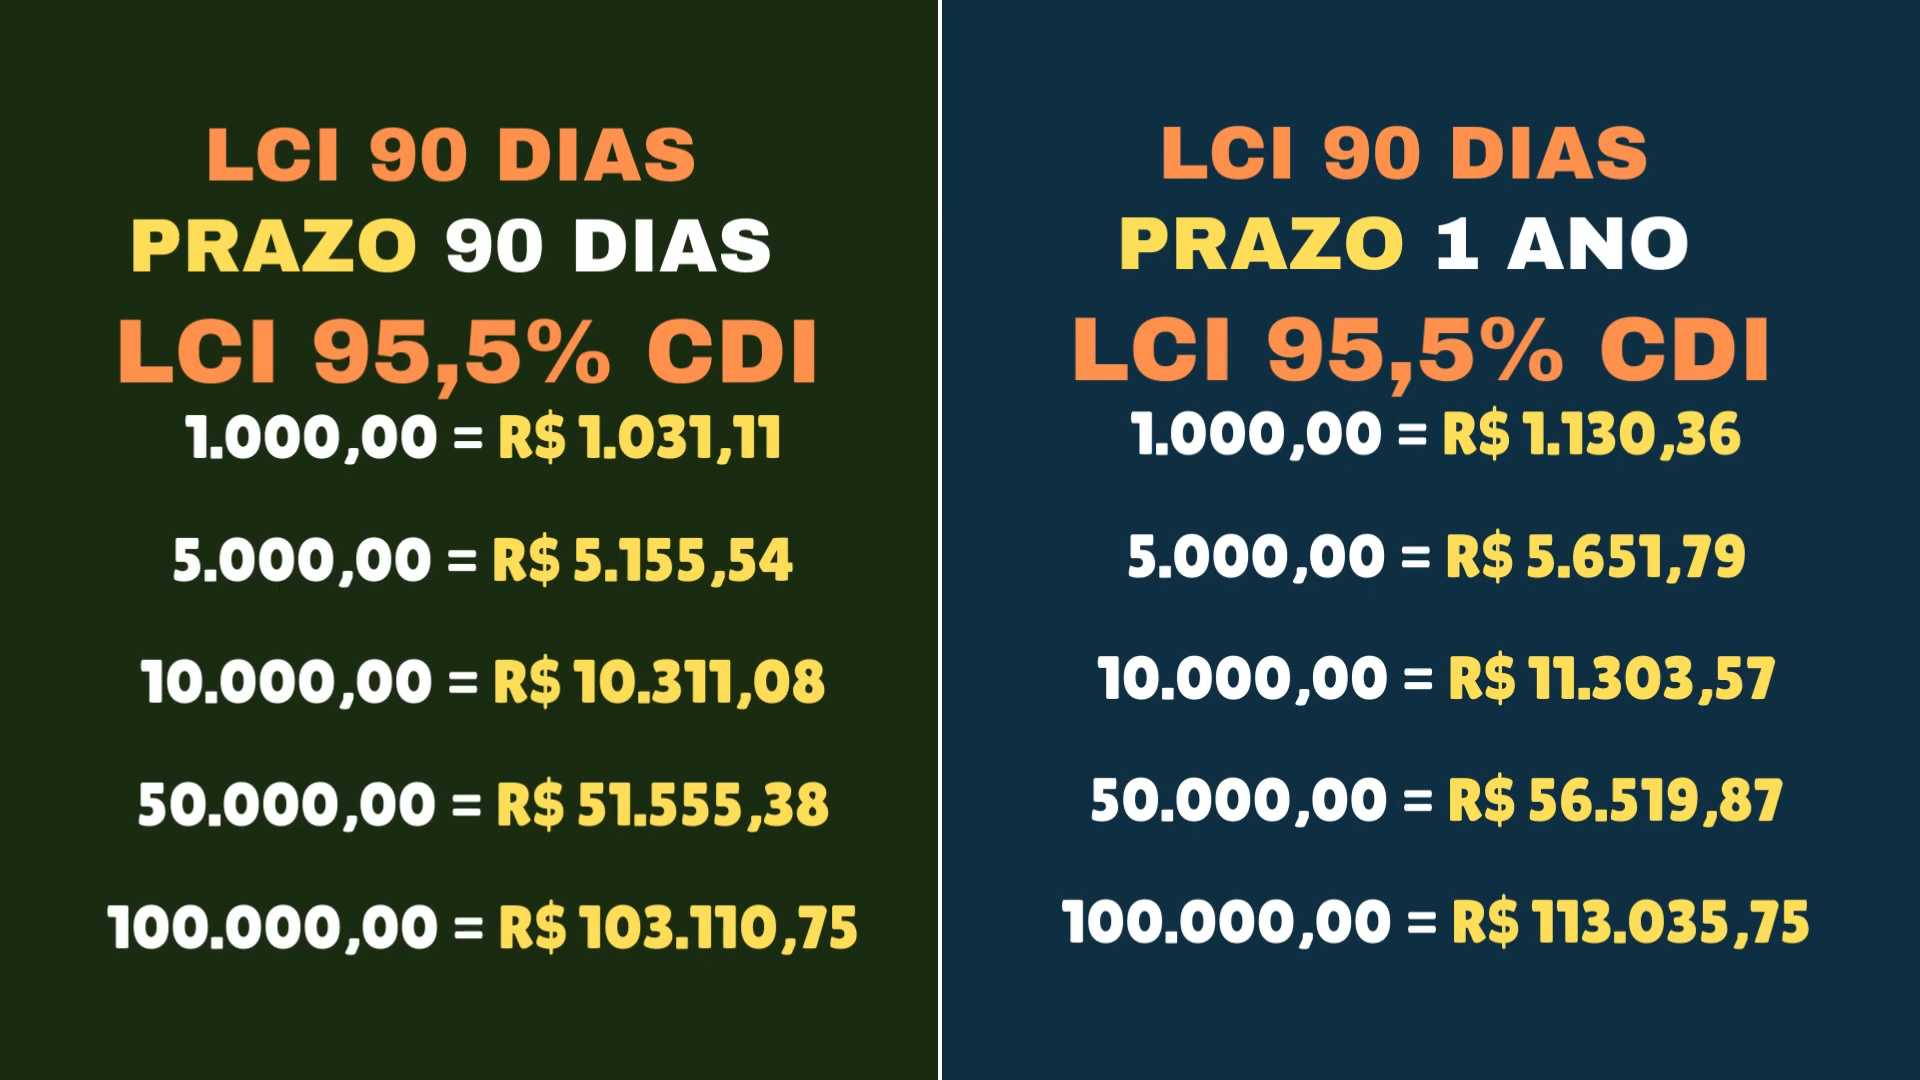 LCI 90 DIAS
PRAZO 90 DIAS
LCI 95,5% CDI
1.000,00 = R$ 1.031,11
5.000,00 = R$ 5.155,54
10.000,00 = R$ 10.311,08
50.000,00 = R$ 51.555,38
100.000,00 = R$ 103.110,75
LCI 90 DIAS
PRAZO 1 ANO
LCI 95,5% CDI
1.000,00 = R$ 1.130,36
5.000,00 = R$ 5.651,79
10.000,00 = R$ 11.303,57
50.000,00 = R$ 56.519,87
100.000,00 = R$ 113.035,75